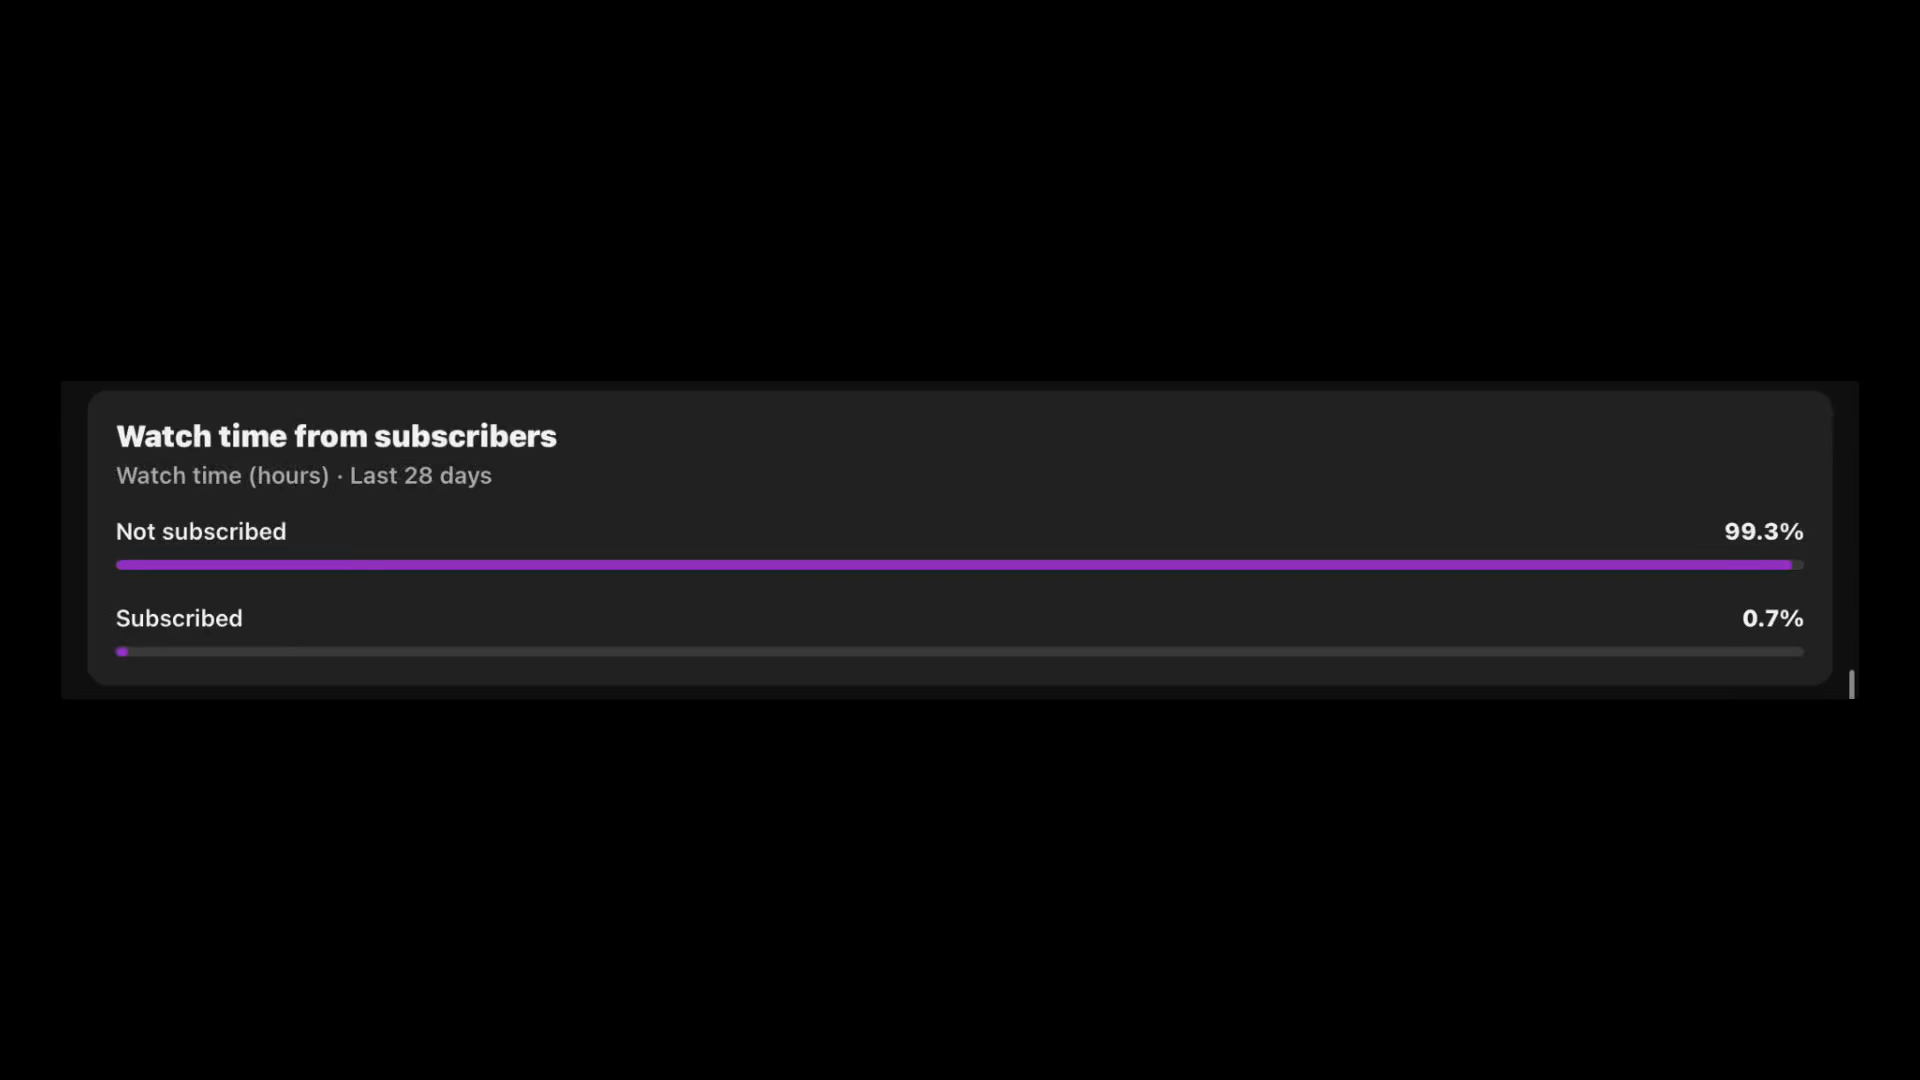 Watch time from subscribers
Watch time (hours) · Last 28 days
Not subscribed 99.3%
Subscribed 0.7%